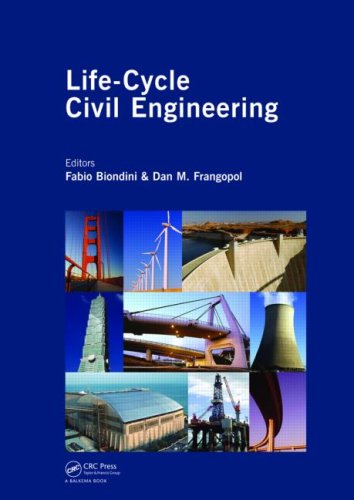 Life-Cycle
Civil Engineering
Editors
Fabio Biondini & Dan M. Frangopol
CRC Press
Taylor & Francis Group
A BALKEMA BOOK